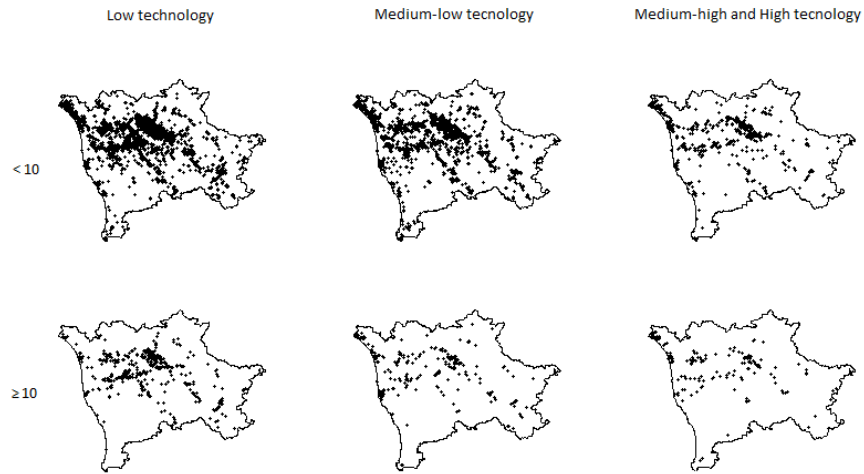 Low technology
Medium-low tecnology
Medium-high and High tecnology
< 10
≥ 10